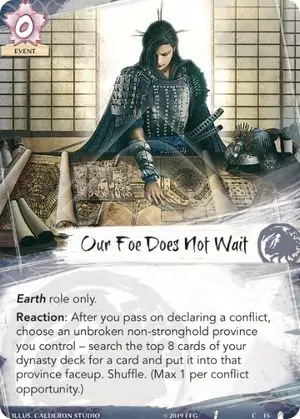 0
EVENT
Our Foe Does Not Wait
Earth role only.
Reaction: After you pass on declaring a conflict,
choose an unbroken non-stronghold province
you control – search the top 8 cards of your
dynasty deck for a card and put it into that
province faceup. Shuffle. (Max 1 per conflict
opportunity.)
ILLUS. CALDERON STUDIO
© 2019 FFG
C 15